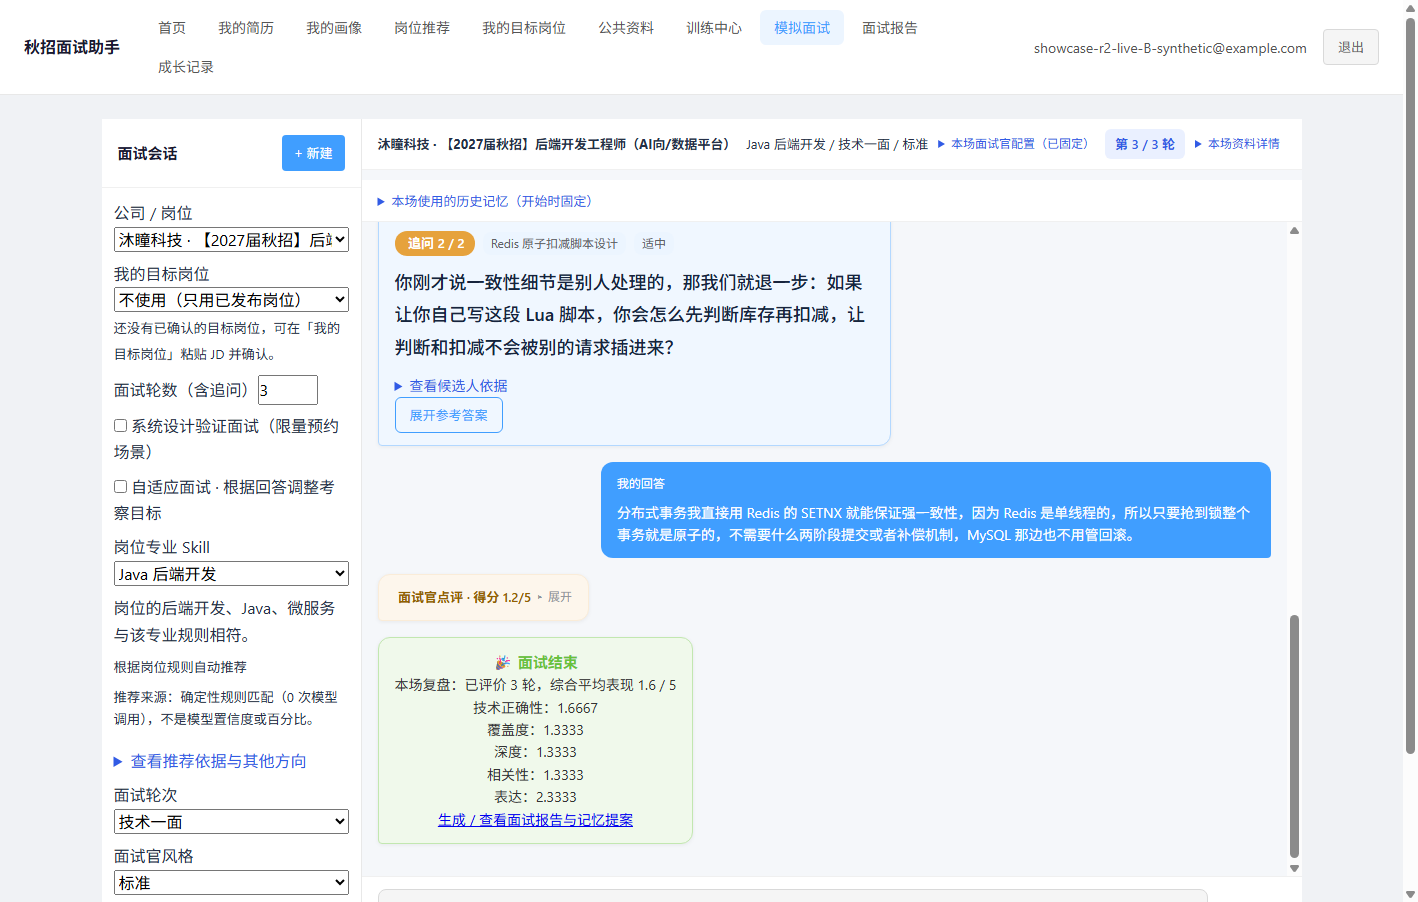 秋招面试助手
首页
我的简历
我的画像
岗位推荐
我的目标岗位
公共资料
训练中心
模拟面试
面试报告
成长记录
showcase-r2-live-B-synthetic@example.com
退出
面试会话
+ 新建
公司 / 岗位
沐瞳科技 · 【2027届秋招】后端
我的目标岗位
不使用（只用已发布岗位）
还没有已确认的目标岗位，可在「我的
目标岗位」粘贴 JD 并确认。
面试轮数（含追问）
3
系统设计验证面试（限量预约
场景）
自适应面试 · 根据回答调整考
察目标
岗位专业 Skill
Java 后端开发
岗位的后端开发、Java、微服务
与该专业规则相符。
根据岗位规则自动推荐
推荐来源：确定性规则匹配（0 次模型
调用），不是模型置信度或百分比。
查看推荐依据与其他方向
面试轮次
技术一面
面试官风格
标准
沐瞳科技 · 【2027届秋招】后端开发工程师（AI向/数据平台）
Java 后端开发 / 技术一面 / 标准
本场面试官配置（已固定）
第 3 / 3 轮
本场资料详情
本场使用的历史记忆（开始时固定）
追问 2 / 2
Redis 原子扣减脚本设计
适中
你刚才说一致性细节是别人处理的，那我们就退一步：如果
让你自己写这段 Lua 脚本，你会怎么先判断库存再扣减，让
判断和扣减不会被别的请求插进来？
查看候选人依据
展开参考答案
我的回答
分布式事务我直接用 Redis 的 SETNX 就能保证强一致性，因为 Redis 是单线程的，所以只要抢到锁整个
事务就是原子的，不需要什么两阶段提交或者补偿机制，MySQL 那边也不用管回滚。
面试官点评 · 得分 1.2/5
展开
面试结束
本场复盘：已评价 3 轮，综合平均表现 1.6 / 5
技术正确性：1.6667
覆盖度：1.3333
深度：1.3333
相关性：1.3333
表达：2.3333
生成 / 查看面试报告与记忆提案